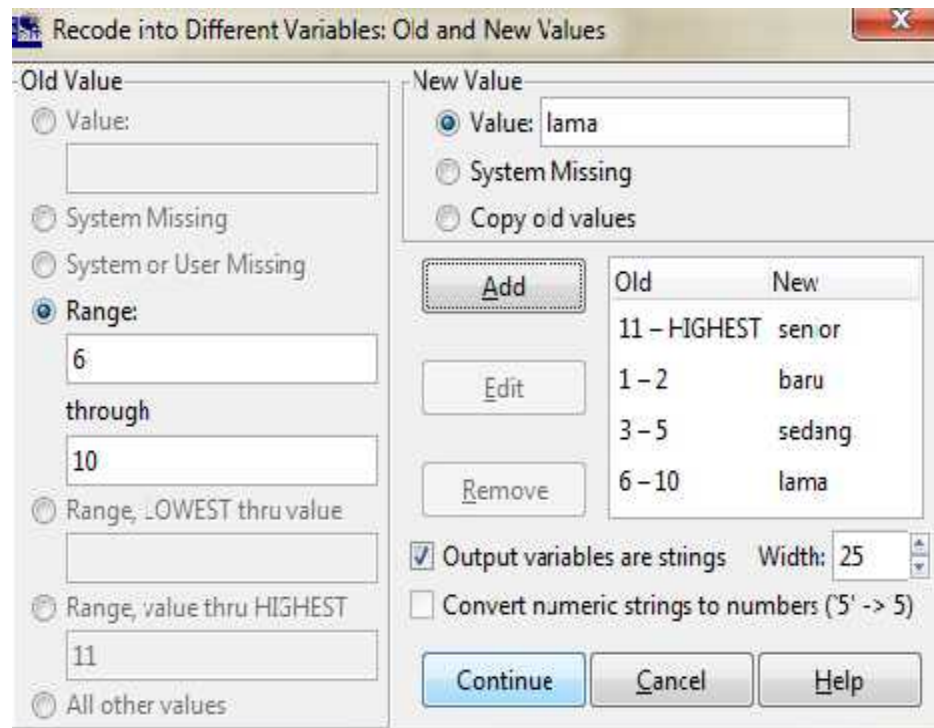 Recode into Different Variables: Old and New Values
Old Value
Value:
System Missing
System or User Missing
Range:
6
through
10
Range, LOWEST thru value
Range, value thru HIGHEST
11
All other values
New Value
Value: lama
System Missing
Copy old values
Add
Edit
Remove
Old New
11 – HIGHEST senior
1 – 2 baru
3 – 5 sedang
6 – 10 lama
Output variables are strings Width: 25
Convert numeric strings to numbers ('5' -> 5)
Continue Cancel Help